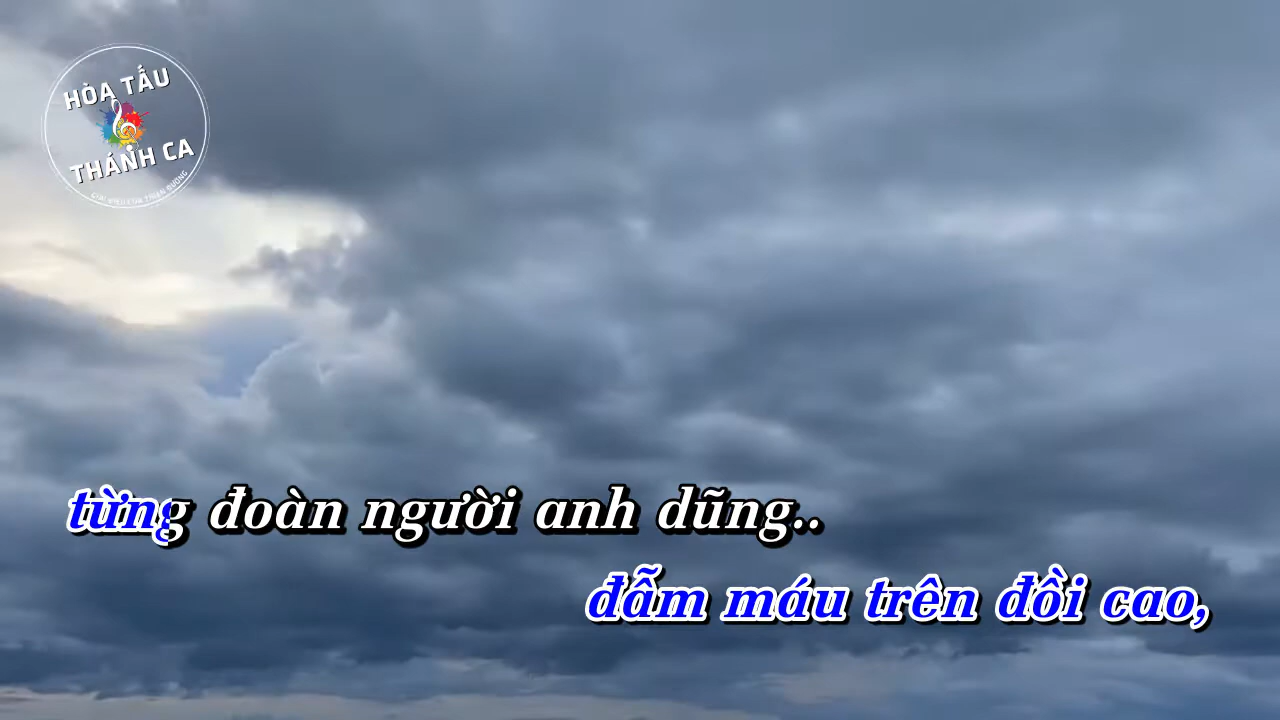 HÒA TẤU
THÁNH CA
từng đoàn người anh dũng..
đẫm máu trên đồi cao,